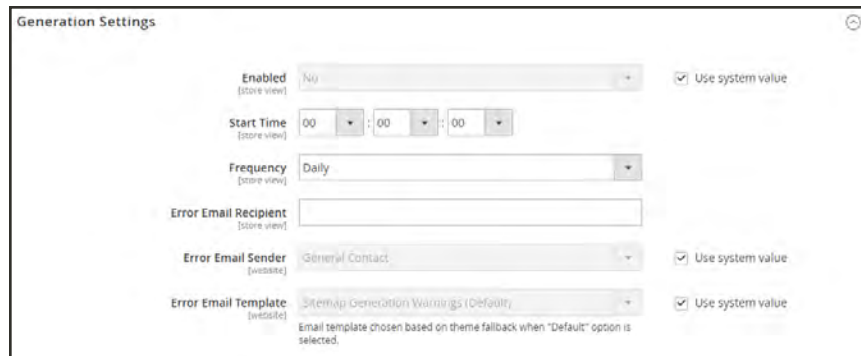 Generation Settings
Enabled No Use system value
[store view]
Start Time 00 : 00 : 00
[store view]
Frequency Daily
[store view]
Error Email Recipient
[store view]
Error Email Sender General Contact Use system value
[website]
Error Email Template Sitemap Generation Warnings (Default) Use system value
[website]
Email template chosen based on theme fallback when "Default" option is
selected.